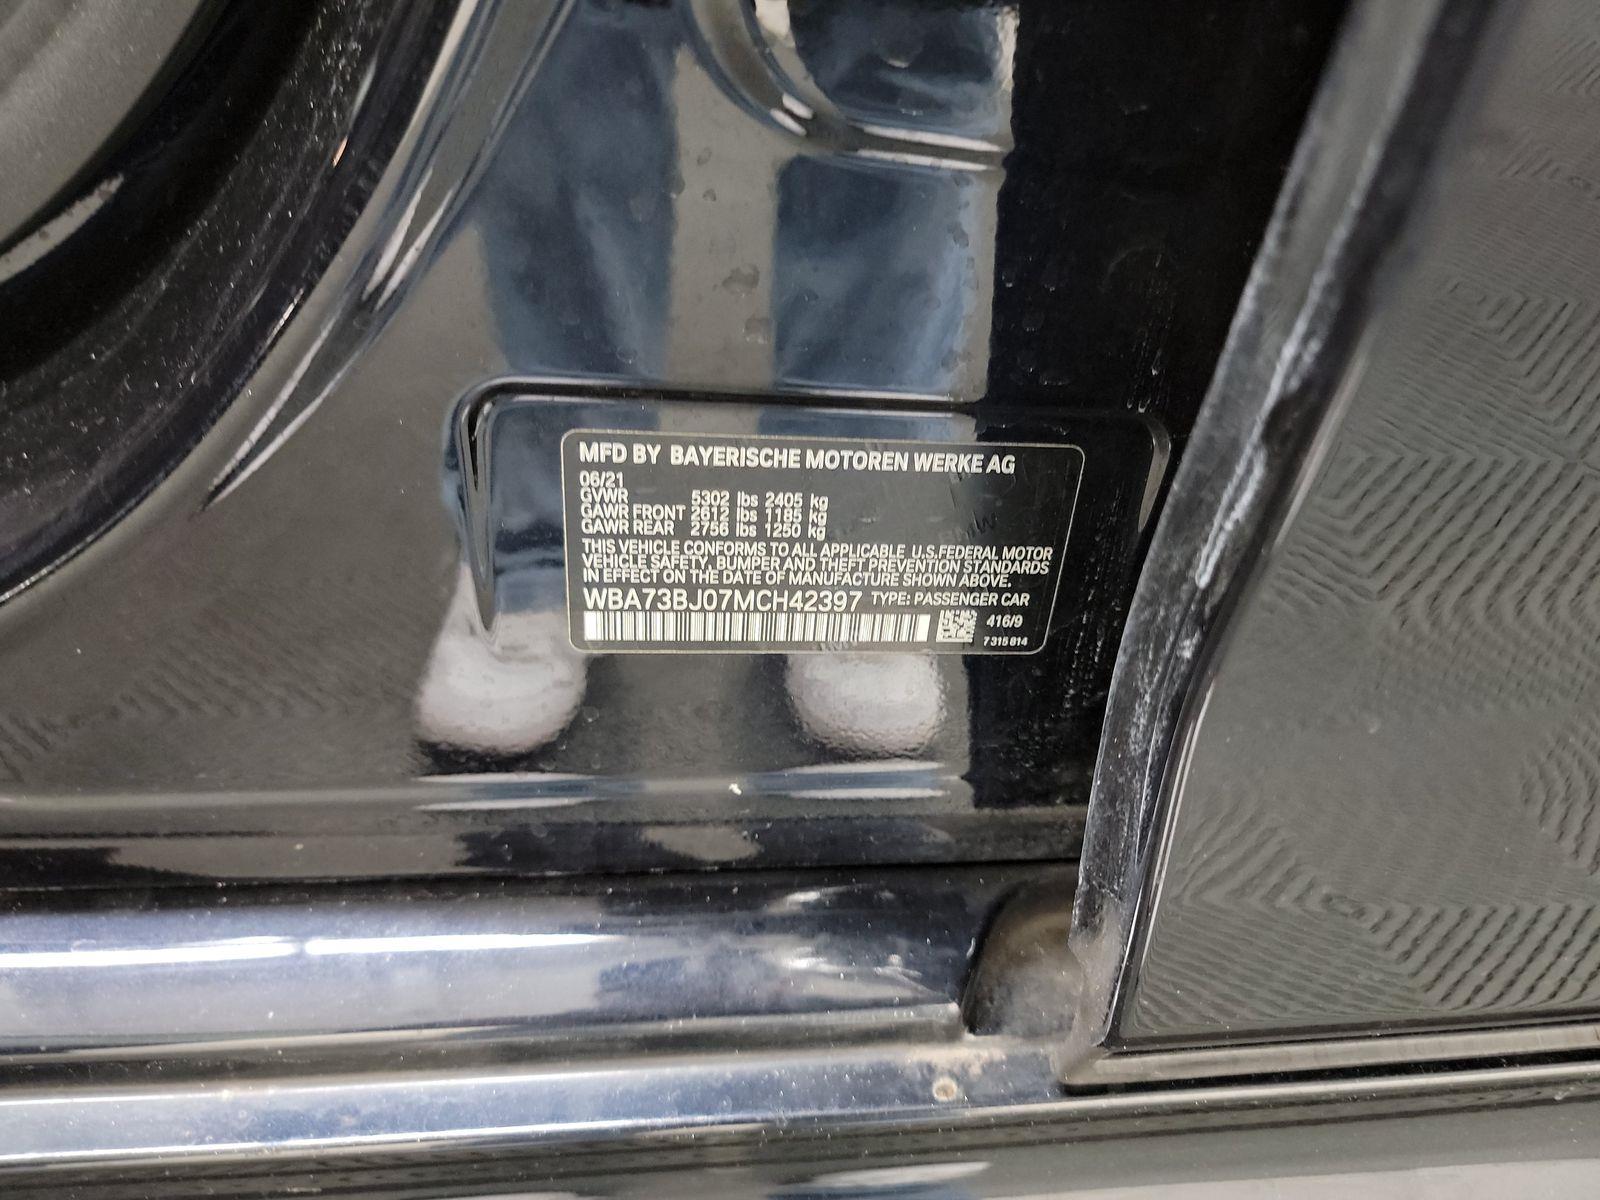 MFD BY BAYERISCHE MOTOREN WERKE AG
06/21
GVWR 5302 lbs 2405 kg
GAWR FRONT 2612 lbs 1185 kg
GAWR REAR 2756 lbs 1250 kg
THIS VEHICLE CONFORMS TO ALL APPLICABLE U.S.FEDERAL MOTOR
VEHICLE SAFETY, BUMPER AND THEFT PREVENTION STANDARDS
IN EFFECT ON THE DATE OF MANUFACTURE SHOWN ABOVE.
WBA73BJ07MCH42397 TYPE: PASSENGER CAR
416/9
7 315 814